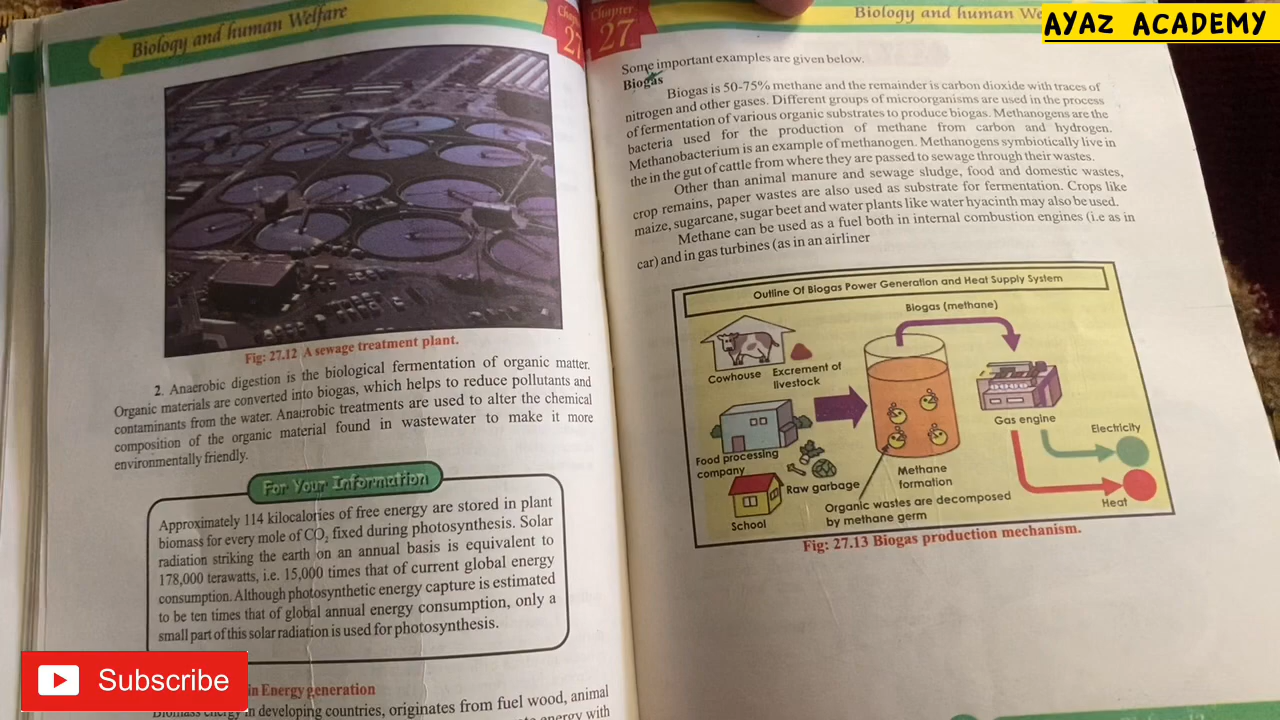 Biology and human Welfare
Chapter
27
Fig: 27.12 A sewage treatment plant.
2. Anaerobic digestion is the biological fermentation of organic matter.
Organic materials are converted into biogas, which helps to reduce pollutants and
contaminants from the water. Anaerobic treatments are used to alter the chemical
composition of the organic material found in wastewater to make it more
environmentally friendly.
For Your Information
Approximately 114 kilocalories of free energy are stored in plant
biomass for every mole of CO₂ fixed during photosynthesis. Solar
radiation striking the earth on an annual basis is equivalent to
178,000 terawatts, i.e. 15,000 times that of current global energy
consumption. Although photosynthetic energy capture is estimated
to be ten times that of global annual energy consumption, only a
small part of this solar radiation is used for photosynthesis.
in Energy generation
Biomass energy in developing countries, originates from fuel wood, animal
energy with
Subscribe
Chapter
27
Biology and human
AYAZ ACADEMY
Some important examples are given below.
Biogas
Biogas is 50-75% methane and the remainder is carbon dioxide with traces of
nitrogen and other gases. Different groups of microorganisms are used in the process
of fermentation of various organic substrates to produce biogas. Methanogens are the
bacteria used for the production of methane from carbon and hydrogen.
Methanobacterium is an example of methanogen. Methanogens symbiotically live in
the in the gut of cattle from where they are passed to sewage through their wastes.
Other than animal manure and sewage sludge, food and domestic wastes,
crop remains, paper wastes are also used as substrate for fermentation. Crops like
maize, sugarcane, sugar beet and water plants like water hyacinth may also be used.
Methane can be used as a fuel both in internal combustion engines (i.e as in
car) and in gas turbines (as in an airliner
Outline Of Biogas Power Generation and Heat Supply System
Biogas (methane)
Cowhouse
Excrement of
livestock
Gas engine
Electricity
Food processing
company
Raw garbage
Methane
formation
School
Organic wastes are decomposed
by methane germ
Heat
Fig: 27.13 Biogas production mechanism.